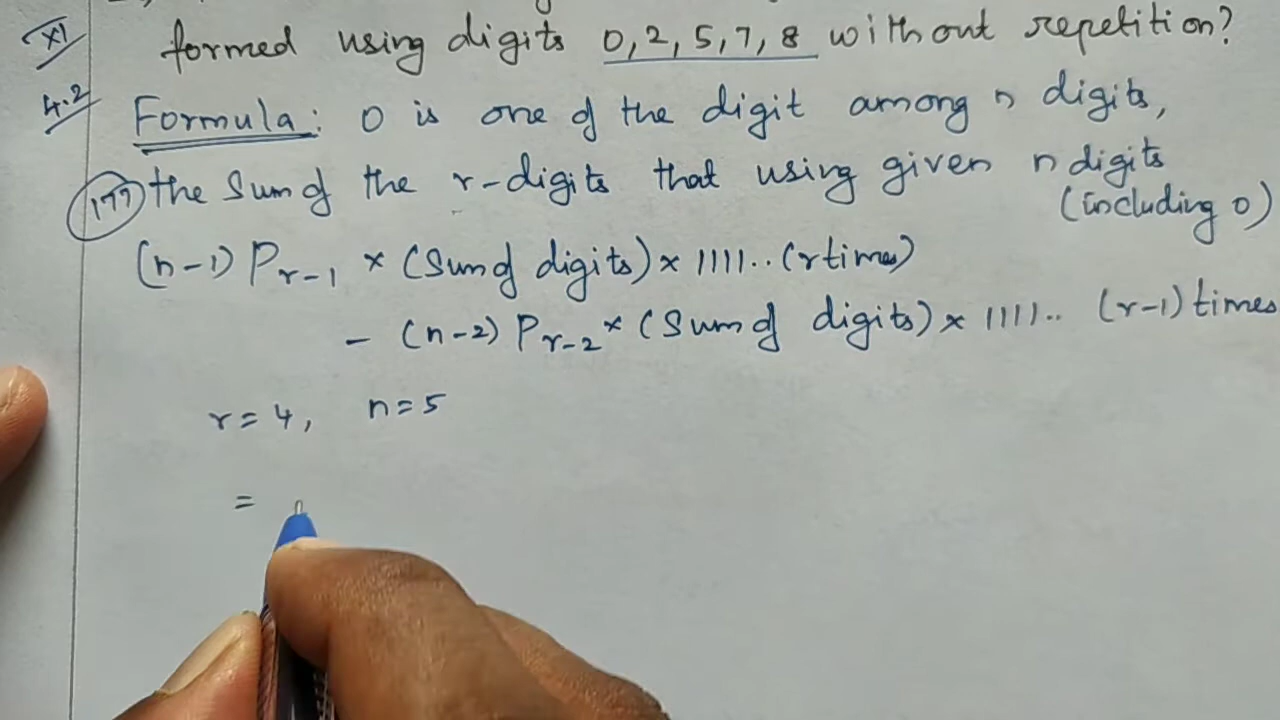 XI
formed using digits 0, 2, 5, 7, 8 without repetition?
4.2
Formula: 0 is one of the digit among n digits,
177 the Sum of the r-digits that using given n digits
(including 0)
(n-1) P r-1 × (Sum of digits) × 1111.. (r times)
- (n-2) P r-2 × (Sum of digits) × 1111.. (r-1) times
r = 4, n = 5
=